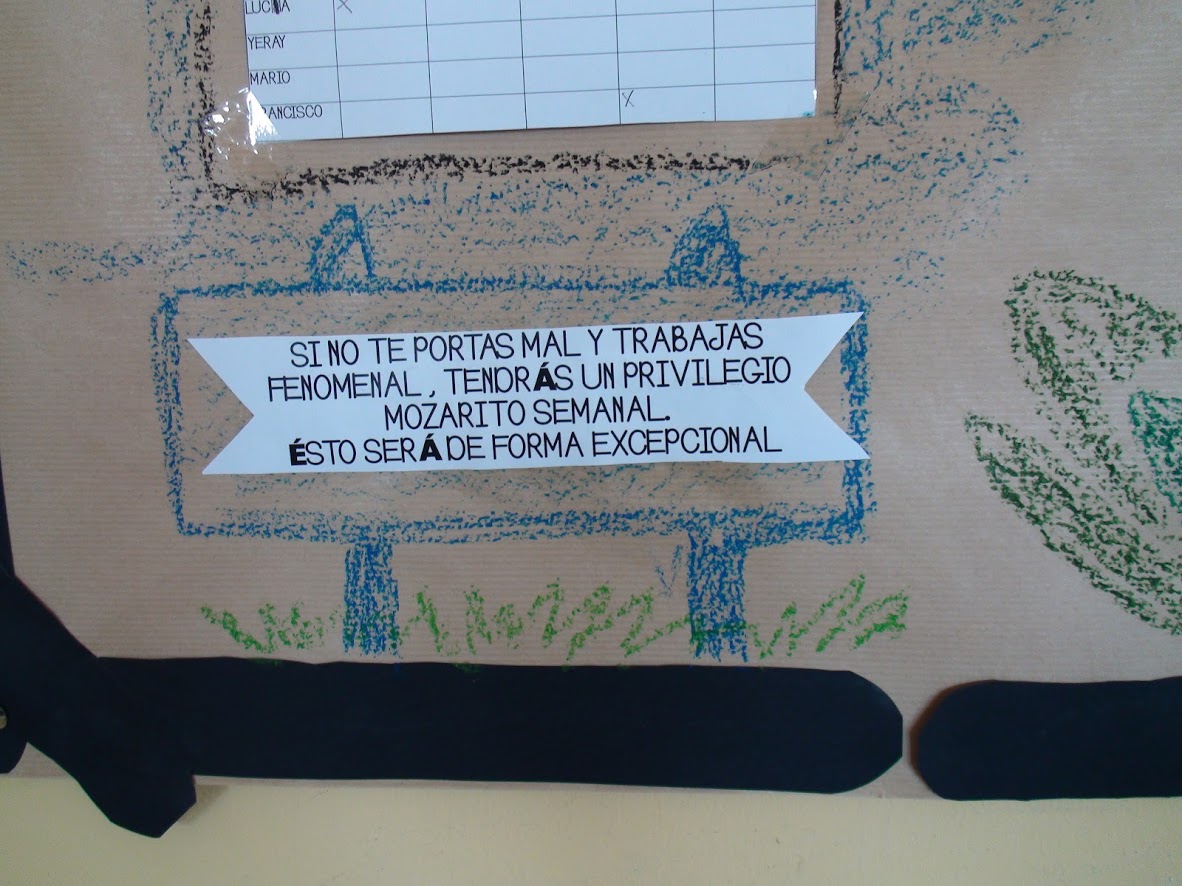 LUCÍA X
YERAY
MARIO
FRANCISCO X
SI NO TE PORTAS MAL Y TRABAJAS
FENOMENAL , TENDRÁS UN PRIVILEGIO
MOZARITO SEMANAL.
ÉSTO SERÁ DE FORMA EXCEPCIONAL